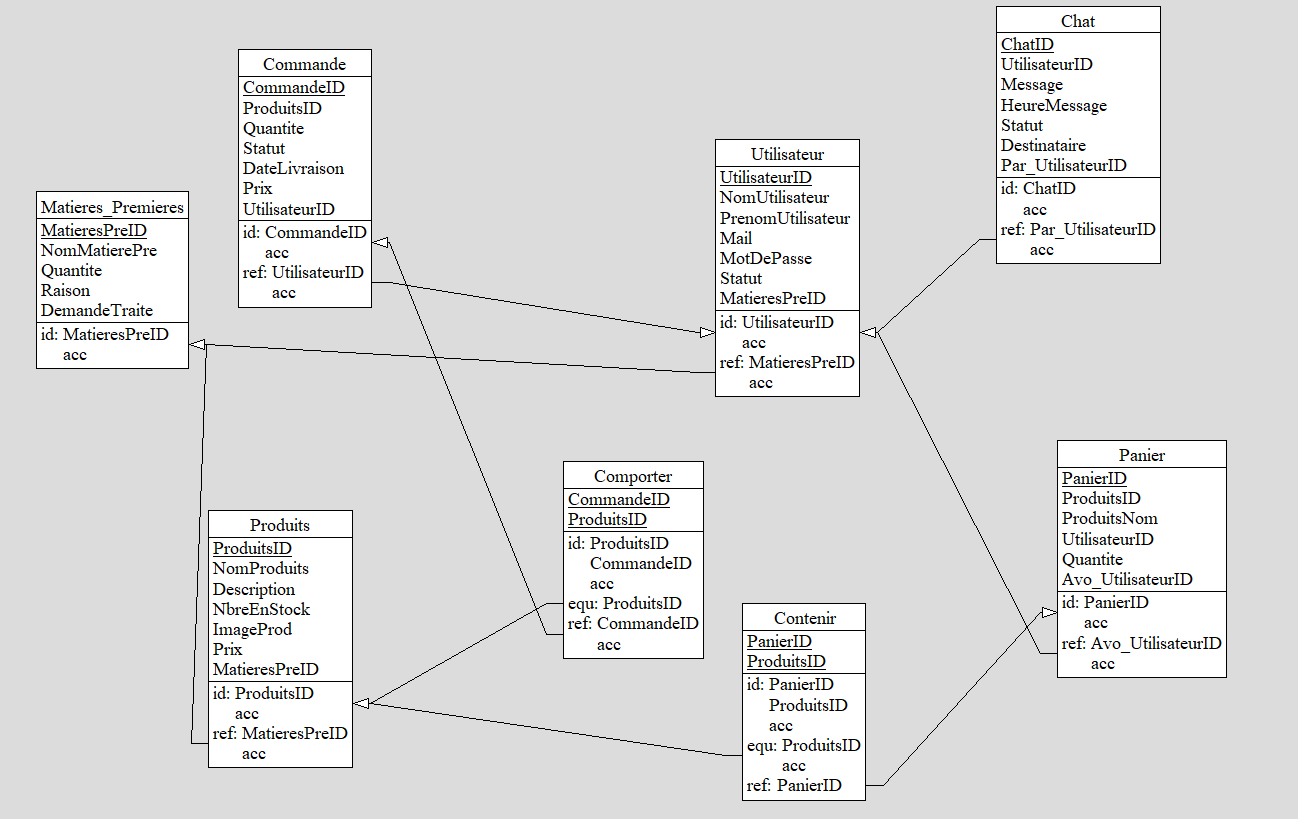 Chat
ChatID
UtilisateurID
Message
HeureMessage
Statut
Destinataire
Par_UtilisateurID
id: ChatID
acc
ref: Par_UtilisateurID
acc
Commande
CommandeID
ProduitsID
Quantite
Statut
DateLivraison
Prix
UtilisateurID
id: CommandeID
acc
ref: UtilisateurID
acc
Utilisateur
UtilisateurID
NomUtilisateur
PrenomUtilisateur
Mail
MotDePasse
Statut
MatieresPreID
id: UtilisateurID
acc
ref: MatieresPreID
acc
Matieres_Premieres
MatieresPreID
NomMatierePre
Quantite
Raison
DemandeTraite
id: MatieresPreID
acc
Panier
PanierID
ProduitsID
ProduitsNom
UtilisateurID
Quantite
Avo_UtilisateurID
id: PanierID
acc
ref: Avo_UtilisateurID
acc
Comporter
CommandeID
ProduitsID
id: ProduitsID
CommandeID
acc
equ: ProduitsID
ref: CommandeID
acc
Produits
ProduitsID
NomProduits
Description
NbreEnStock
ImageProd
Prix
MatieresPreID
id: ProduitsID
acc
ref: MatieresPreID
acc
Contenir
PanierID
ProduitsID
id: PanierID
ProduitsID
acc
equ: ProduitsID
acc
ref: PanierID